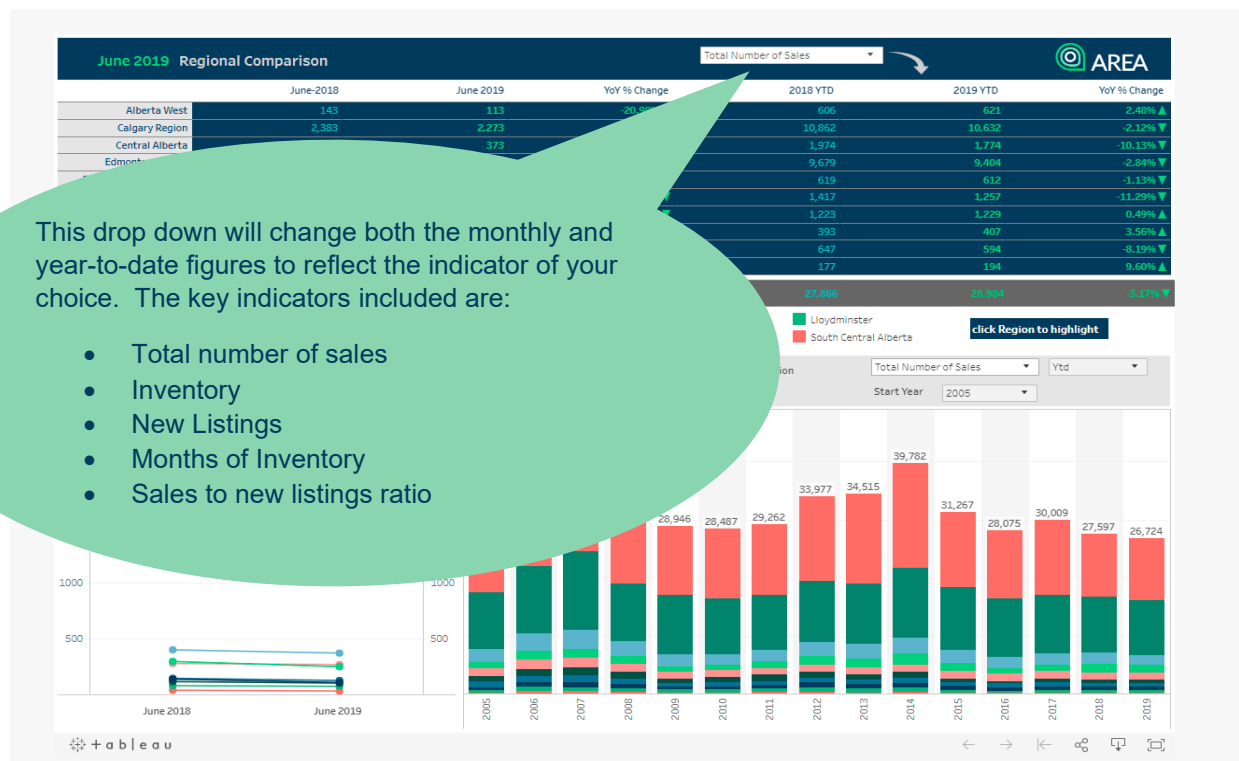 June 2019 Regional Comparison
Total Number of Sales
AREA
June-2018 June 2019 YoY % Change 2018 YTD 2019 YTD YoY % Change
Alberta West 143 113 606 621 2.48% ▲
Calgary Region 2,383 2,273 10,862 10,632 -2.12% ▼
Central Alberta 373 1,974 1,774 -10.13% ▼
9,679 9,404 -2.84% ▼
619 612 -1.13% ▼
1,417 1,257 -11.29% ▼
1,223 1,229 0.49% ▲
393 407 3.56% ▲
647 594 -8.19% ▼
177 194 9.60% ▲
27,866 26,904 -3.17% ▼
This drop down will change both the monthly and
year-to-date figures to reflect the indicator of your
choice. The key indicators included are:
• Total number of sales
• Inventory
• New Listings
• Months of Inventory
• Sales to new listings ratio
Lloydminster
South Central Alberta
click Region to highlight
Total Number of Sales Ytd
Start Year 2005
28,946 28,487 29,262 33,977 34,515 39,782 31,267 28,075 30,009 27,597 26,724
1000 1000
500 500
June 2018 June 2019
2005 2006 2007 2008 2009 2010 2011 2012 2013 2014 2015 2016 2017 2018 2019
+ableau